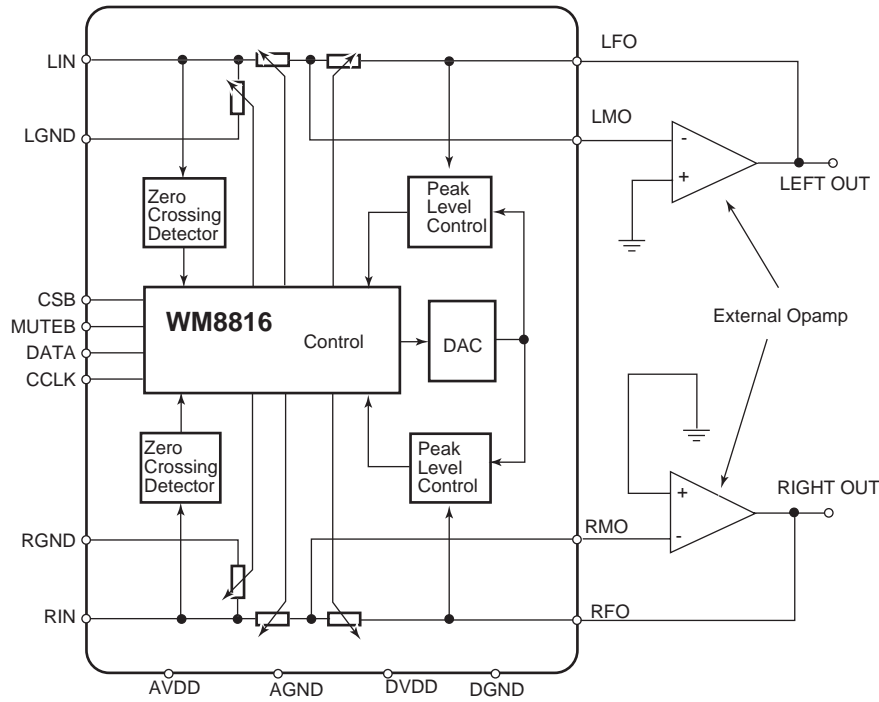 LIN
LFO
LGND
LMO
-
+
LEFT OUT
Zero
Crossing
Detector
Peak
Level
Control
CSB
MUTEB
DATA
CCLK
WM8816
Control
DAC
External Opamp
Zero
Crossing
Detector
Peak
Level
Control
+
-
RIGHT OUT
RGND
RMO
RIN
RFO
AVDD
AGND
DVDD
DGND